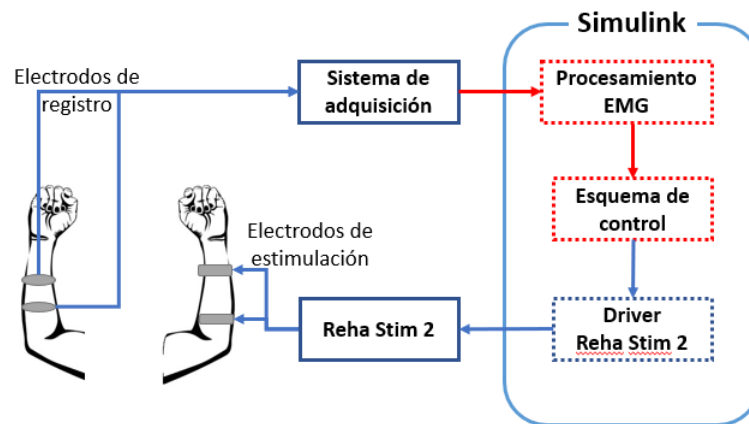 Simulink
Electrodos de
registro
Sistema de
adquisición
Procesamiento
EMG
Esquema de
control
Electrodos de
estimulación
Reha Stim 2
Driver
Reha Stim 2